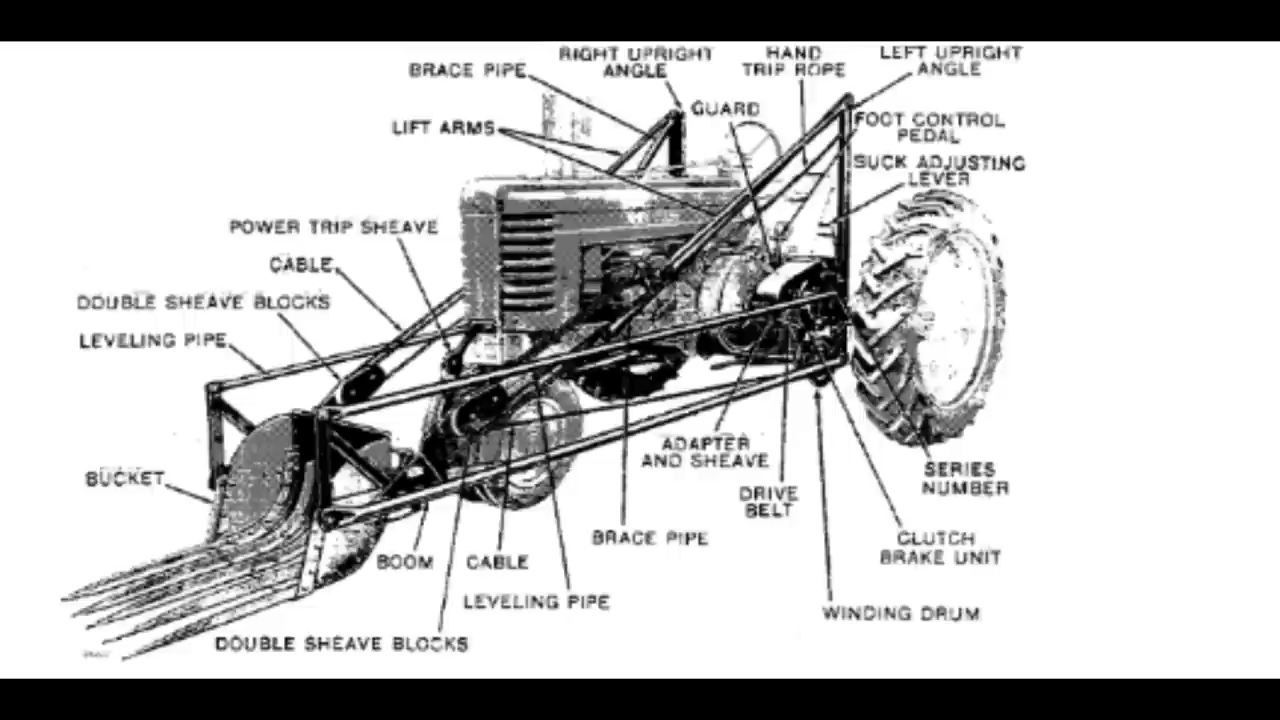 RIGHT UPRIGHT
ANGLE
HAND
TRIP ROPE
LEFT UPRIGHT
ANGLE
BRACE PIPE
GUARD
LIFT ARMS
FOOT CONTROL
PEDAL
SUCK ADJUSTING
LEVER
POWER TRIP SHEAVE
CABLE
DOUBLE SHEAVE BLOCKS
LEVELING PIPE
BUCKET
ADAPTER
AND SHEAVE
SERIES
NUMBER
DRIVE
BELT
BRACE PIPE
CLUTCH
BRAKE UNIT
BOOM
CABLE
LEVELING PIPE
WINDING DRUM
DOUBLE SHEAVE BLOCKS